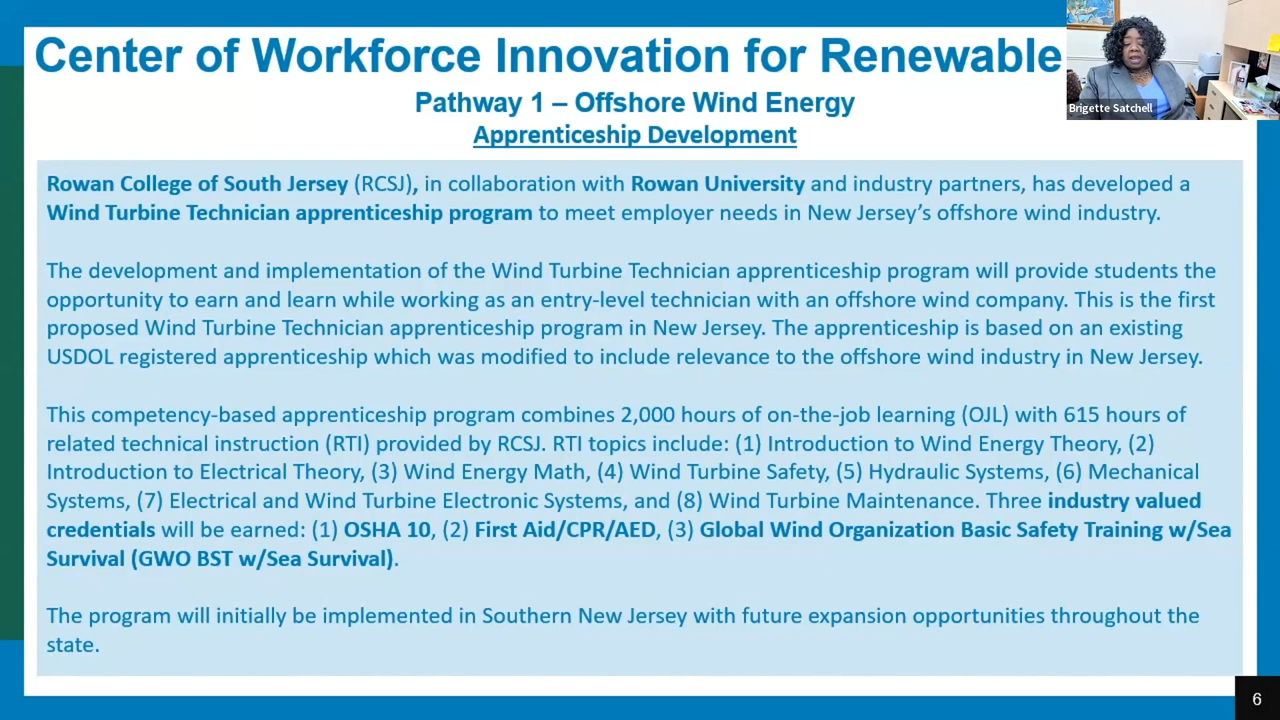 Center of Workforce Innovation for Renewable
Brigette Satchell
Pathway 1 – Offshore Wind Energy
Apprenticeship Development
Rowan College of South Jersey (RCSJ), in collaboration with Rowan University and industry partners, has developed a
Wind Turbine Technician apprenticeship program to meet employer needs in New Jersey’s offshore wind industry.
The development and implementation of the Wind Turbine Technician apprenticeship program will provide students the
opportunity to earn and learn while working as an entry-level technician with an offshore wind company. This is the first
proposed Wind Turbine Technician apprenticeship program in New Jersey. The apprenticeship is based on an existing
USDOL registered apprenticeship which was modified to include relevance to the offshore wind industry in New Jersey.
This competency-based apprenticeship program combines 2,000 hours of on-the-job learning (OJL) with 615 hours of
related technical instruction (RTI) provided by RCSJ. RTI topics include: (1) Introduction to Wind Energy Theory, (2)
Introduction to Electrical Theory, (3) Wind Energy Math, (4) Wind Turbine Safety, (5) Hydraulic Systems, (6) Mechanical
Systems, (7) Electrical and Wind Turbine Electronic Systems, and (8) Wind Turbine Maintenance. Three industry valued
credentials will be earned: (1) OSHA 10, (2) First Aid/CPR/AED, (3) Global Wind Organization Basic Safety Training w/Sea
Survival (GWO BST w/Sea Survival).
The program will initially be implemented in Southern New Jersey with future expansion opportunities throughout the
state.
6